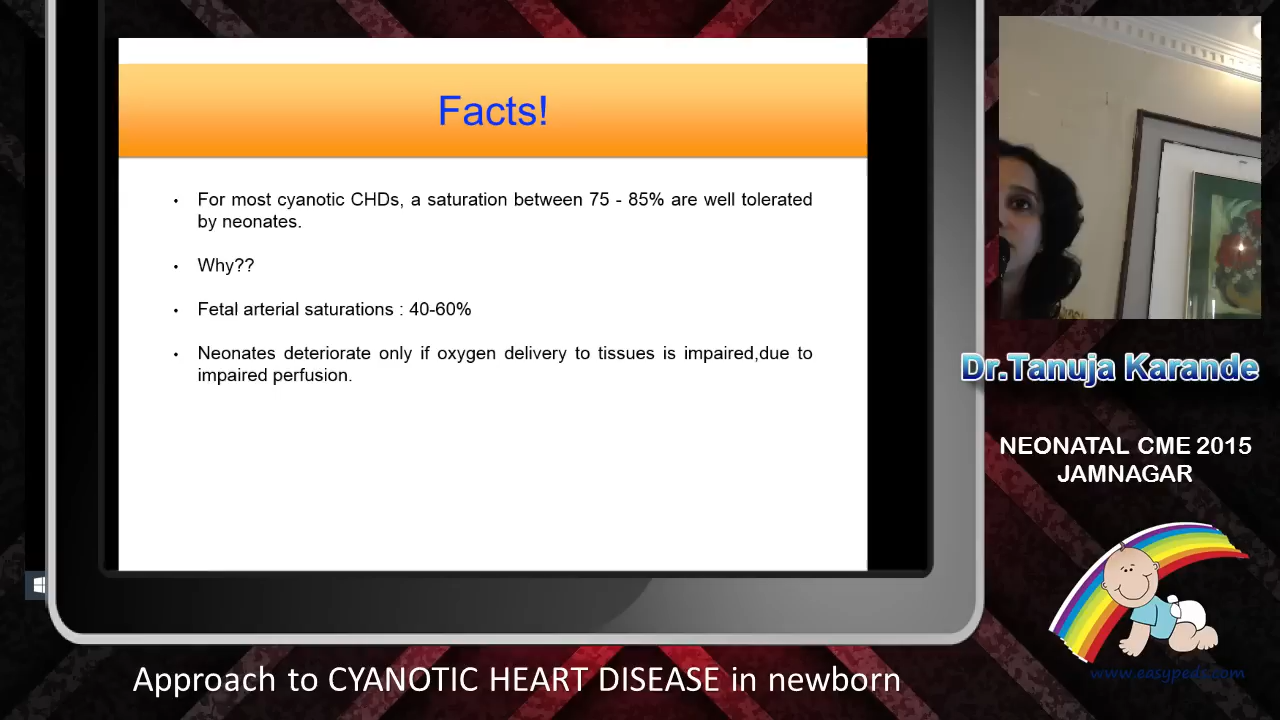 Facts!
• For most cyanotic CHDs, a saturation between 75 - 85% are well tolerated
by neonates.
• Why??
• Fetal arterial saturations : 40-60%
• Neonates deteriorate only if oxygen delivery to tissues is impaired,due to
impaired perfusion.
Dr.Tanuja Karande
NEONATAL CME 2015
JAMNAGAR
www.easypeds.com
Approach to CYANOTIC HEART DISEASE in newborn